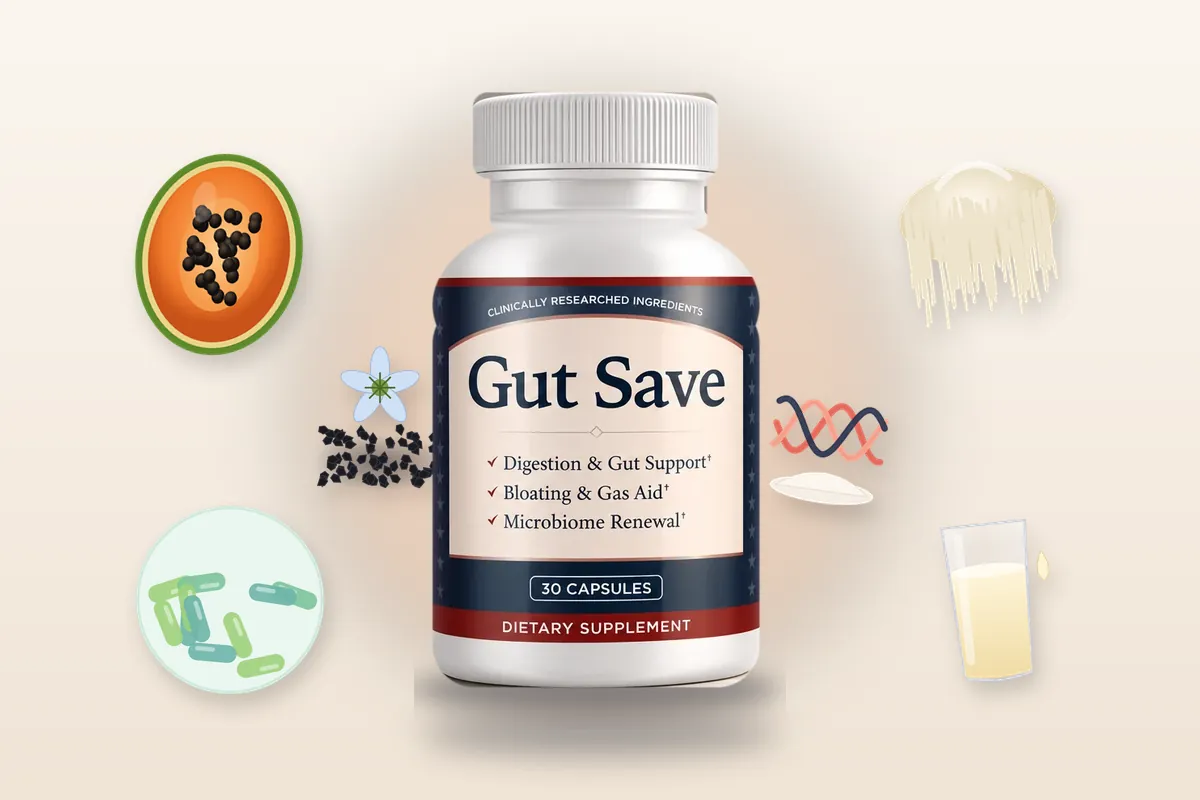 CLINICALLY RESEARCHED INGREDIENTS
Gut Save
✓ Digestion & Gut Support†
✓ Bloating & Gas Aid†
✓ Microbiome Renewal†
30 CAPSULES
DIETARY SUPPLEMENT